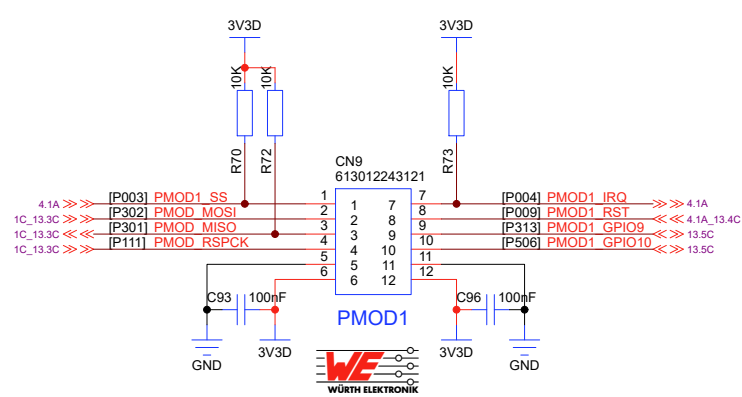 3V3D 3V3D
10K 10K 10K
R70 R72 R73
CN9
613012243121
4.1A [P003] PMOD1_SS 1 1 7 7 [P004] PMOD1_IRQ 4.1A
1C_13.3C [P302] PMOD_MOSI 2 2 8 8 [P009] PMOD1_RST 4.1A_13.4C
1C_13.3C [P301] PMOD_MISO 3 3 9 9 [P313] PMOD1_GPIO9 13.5C
1C_13.3C [P111] PMOD_RSPCK 4 4 10 10 [P506] PMOD1_GPIO10 13.5C
5 5 11 11
6 6 12 12
C93 100nF C96 100nF
PMOD1
GND 3V3D 3V3D GND
WE
WÜRTH ELEKTRONIK